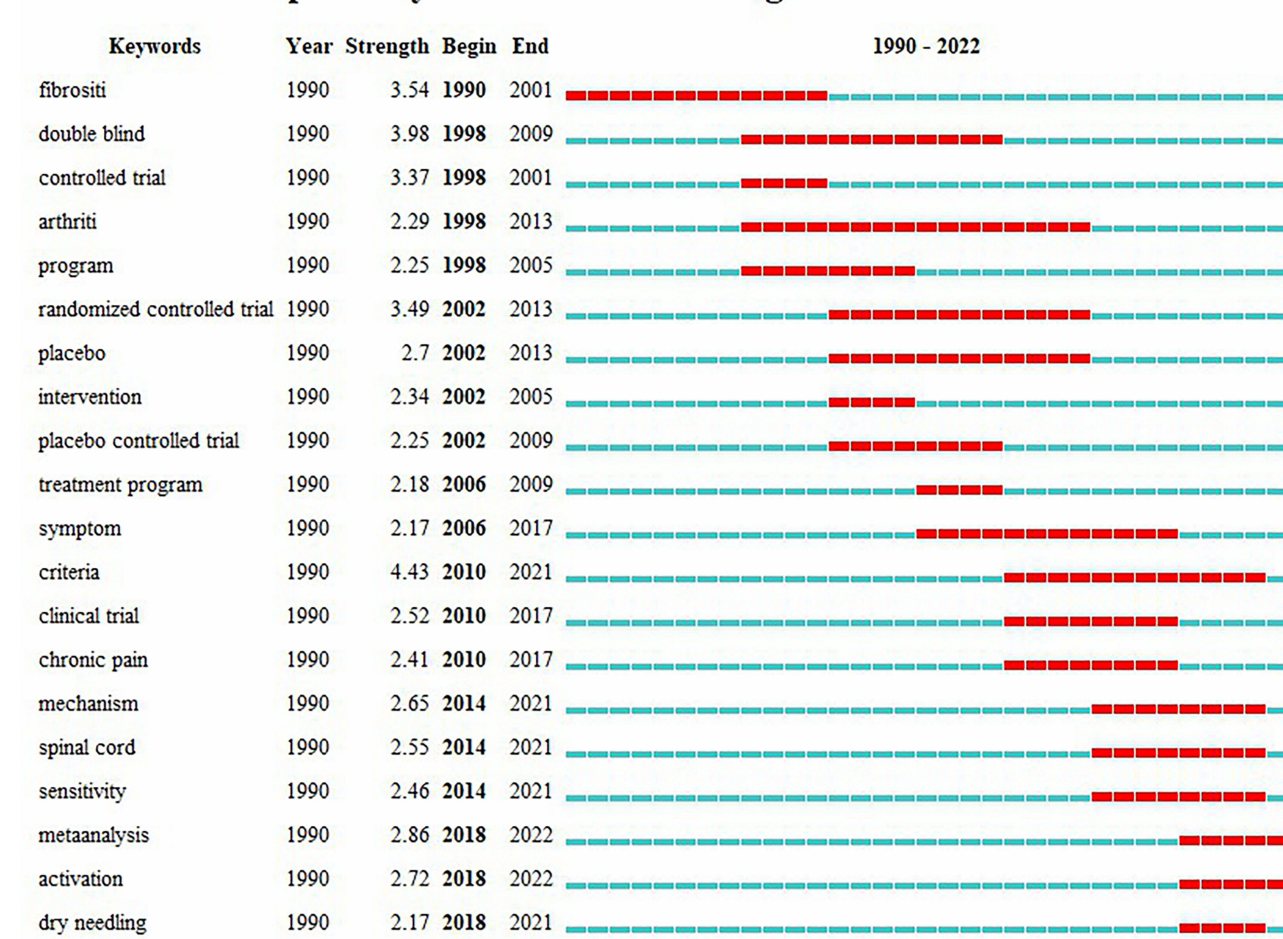 Keywords Year Strength Begin End 1990 - 2022
fibrositi 1990 3.54 1990 2001
double blind 1990 3.98 1998 2009
controlled trial 1990 3.37 1998 2001
arthriti 1990 2.29 1998 2013
program 1990 2.25 1998 2005
randomized controlled trial 1990 3.49 2002 2013
placebo 1990 2.7 2002 2013
intervention 1990 2.34 2002 2005
placebo controlled trial 1990 2.25 2002 2009
treatment program 1990 2.18 2006 2009
symptom 1990 2.17 2006 2017
criteria 1990 4.43 2010 2021
clinical trial 1990 2.52 2010 2017
chronic pain 1990 2.41 2010 2017
mechanism 1990 2.65 2014 2021
spinal cord 1990 2.55 2014 2021
sensitivity 1990 2.46 2014 2021
metaanalysis 1990 2.86 2018 2022
activation 1990 2.72 2018 2022
dry needling 1990 2.17 2018 2021